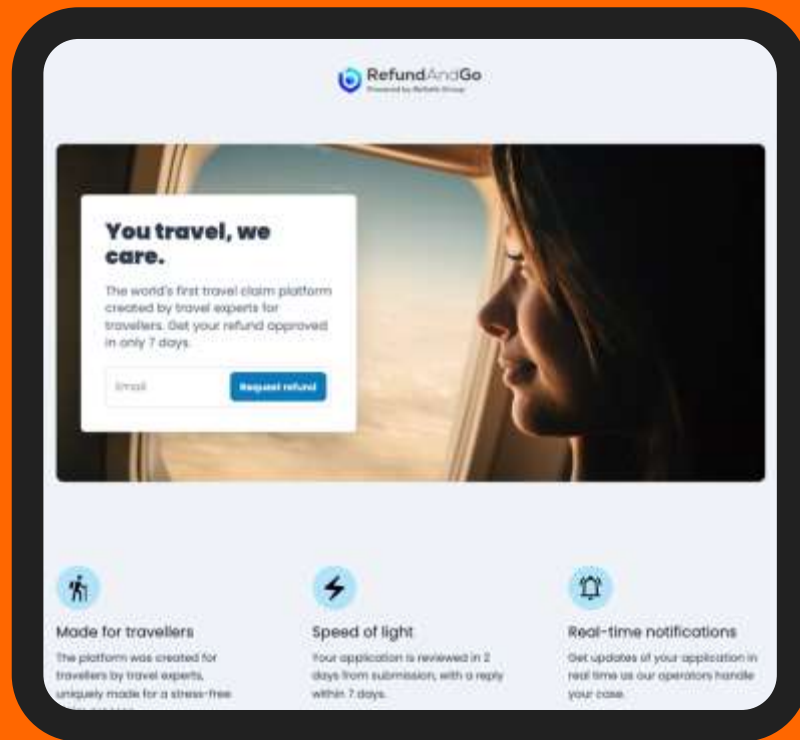 RefundAndGo
Powered by Refsafe Group
You travel, we
care.
The world's first travel claim platform
created by travel experts for
travellers. Get your refund approved
in only 7 days.
Email
Request refund
Made for travellers
The platform was created for
travellers by travel experts,
uniquely made for a stress-free
Speed of light
Your application is reviewed in 2
days from submission, with a reply
within 7 days.
Real-time notifications
Get updates of your application in
real time as our operators handle
your case.